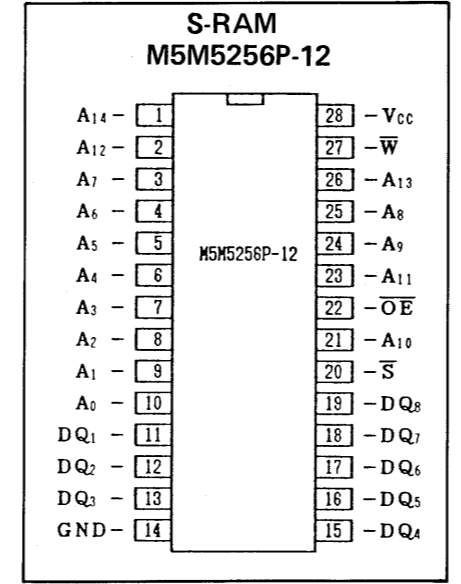 S-RAM
M5M5256P-12
A₁₄ – 1 28 – Vcc
A₁₂ – 2 27 – W̅
A₇ – 3 26 – A₁₃
A₆ – 4 25 – A₈
A₅ – 5 M5M5256P-12 24 – A₉
A₄ – 6 23 – A₁₁
A₃ – 7 22 – O̅E̅
A₂ – 8 21 – A₁₀
A₁ – 9 20 – S̅
A₀ – 10 19 – DQ₈
DQ₁ – 11 18 – DQ₇
DQ₂ – 12 17 – DQ₆
DQ₃ – 13 16 – DQ₅
GND – 14 15 – DQ₄